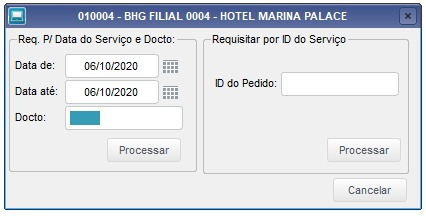 010004 - BHG FILIAL 0004 - HOTEL MARINA PALACE
Req. P/ Data do Serviço e Docto:
Data de: 06/10/2020
Data até: 06/10/2020
Docto:
Processar
Requisitar por ID do Serviço
ID do Pedido:
Processar
Cancelar